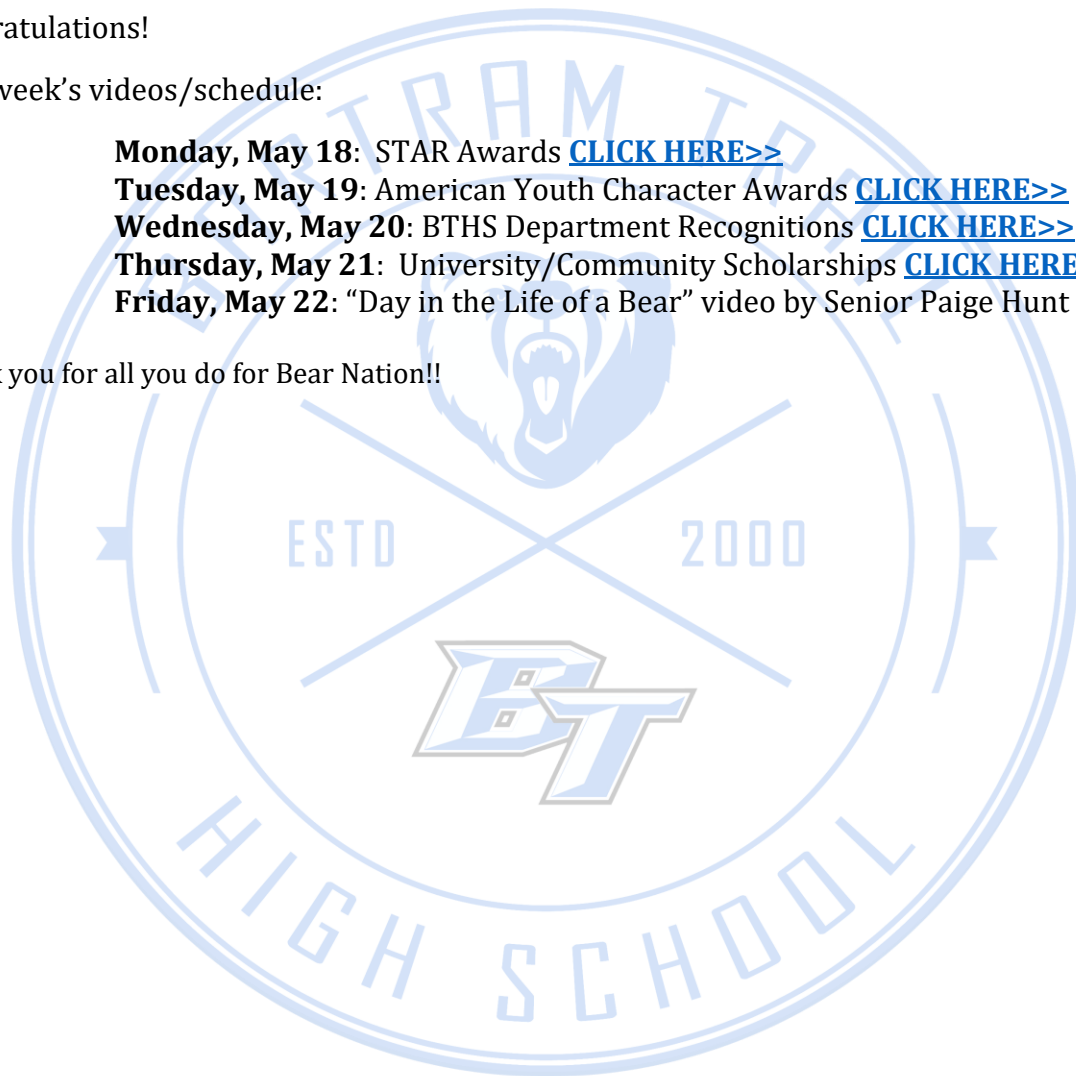 ratulations!
week's videos/schedule:
Monday, May 18:  STAR Awards CLICK HERE>>
Tuesday, May 19: American Youth Character Awards CLICK HERE>>
Wednesday, May 20: BTHS Department Recognitions CLICK HERE>>
Thursday, May 21:  University/Community Scholarships CLICK HERE
Friday, May 22: “Day in the Life of a Bear” video by Senior Paige Hunt
you for all you do for Bear Nation!!
BARTRAM TRAIL
ESTD 2000
BT
HIGH SCHOOL